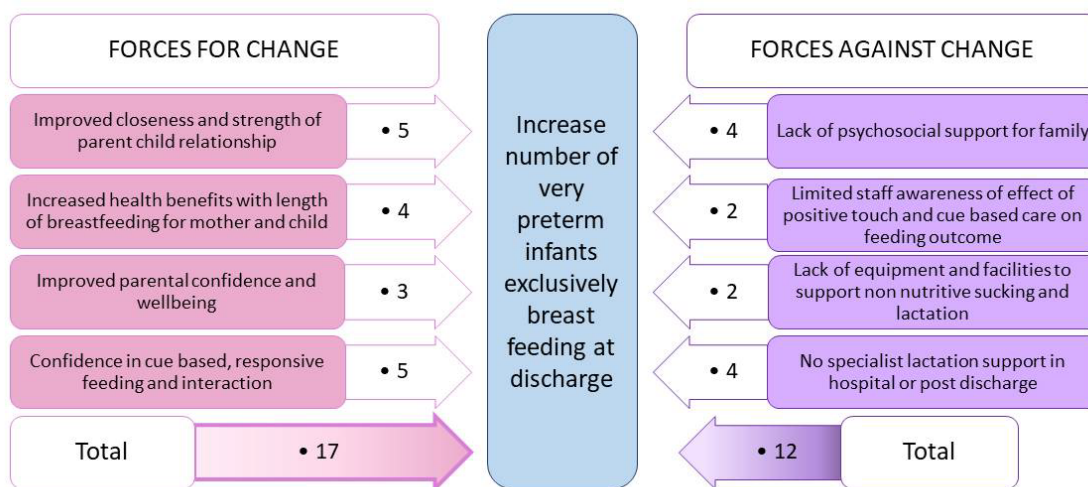 FORCES FOR CHANGE
Improved closeness and strength of
parent child relationship
• 5
Increased health benefits with length
of breastfeeding for mother and child
• 4
Improved parental confidence and
wellbeing
• 3
Confidence in cue based, responsive
feeding and interaction
• 5
Total
• 17
Increase
number of
very
preterm
infants
exclusively
breast
feeding at
discharge
FORCES AGAINST CHANGE
• 4
Lack of psychosocial support for family
• 2
Limited staff awareness of effect of
positive touch and cue based care on
feeding outcome
• 2
Lack of equipment and facilities to
support non nutritive sucking and
lactation
• 4
No specialist lactation support in
hospital or post discharge
• 12
Total